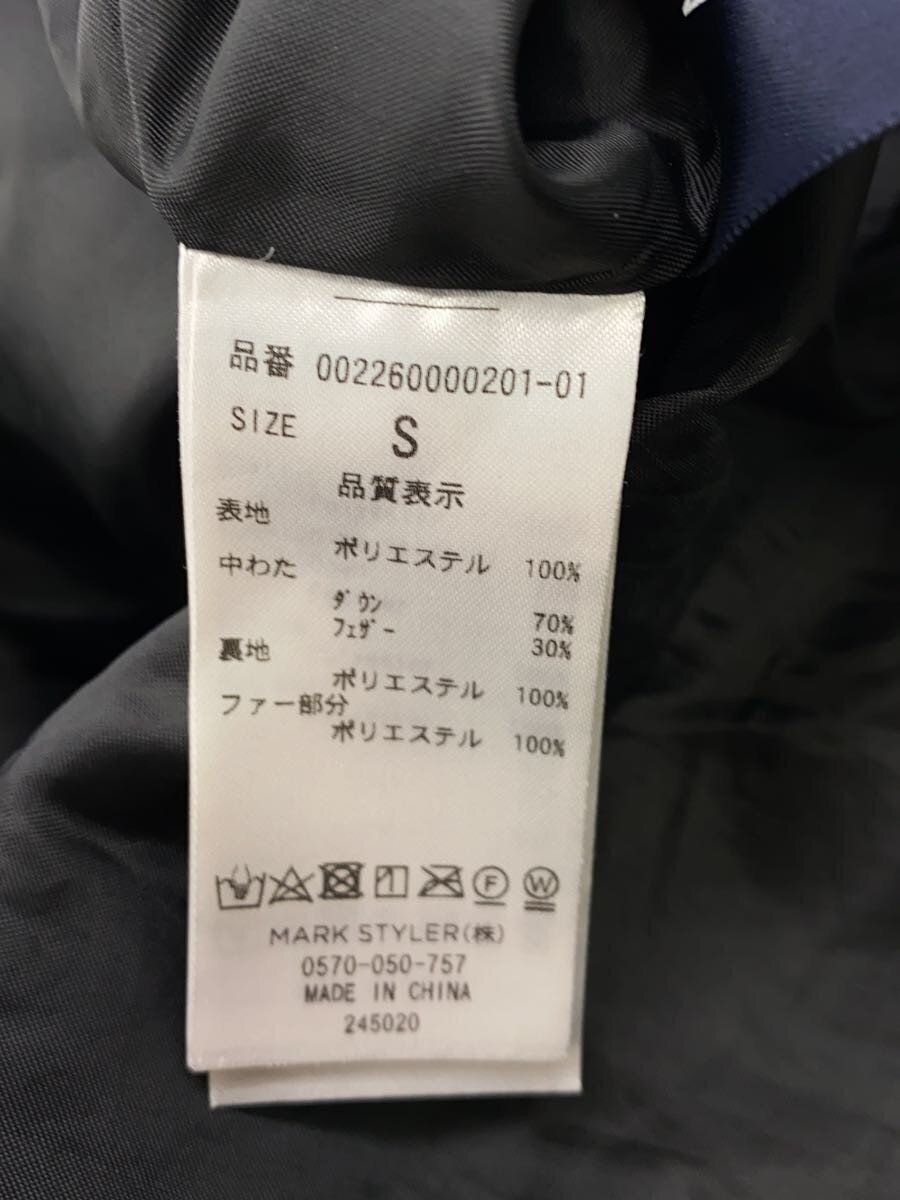 品番 002260000201-01
SIZE S
品質表示
表地
ポリエステル 100%
中わた
ダウン 70%
フェザー 30%
裏地
ポリエステル 100%
ファー部分
ポリエステル 100%
F W
MARK STYLER(株)
0570-050-757
MADE IN CHINA
245020